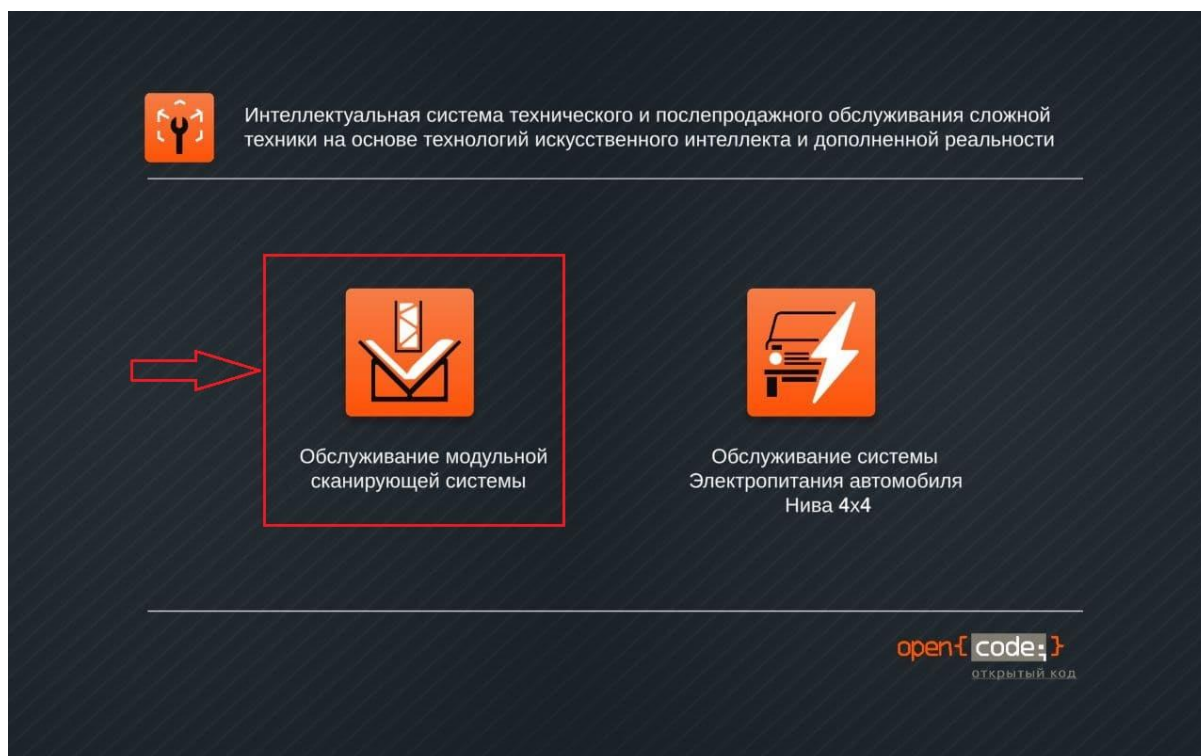 Интеллектуальная система технического и послепродажного обслуживания сложной
техники на основе технологий искусственного интеллекта и дополненной реальности
Обслуживание модульной
сканирующей системы
Обслуживание системы
Электропитания автомобиля
Нива 4х4
open{code;}
открытый код